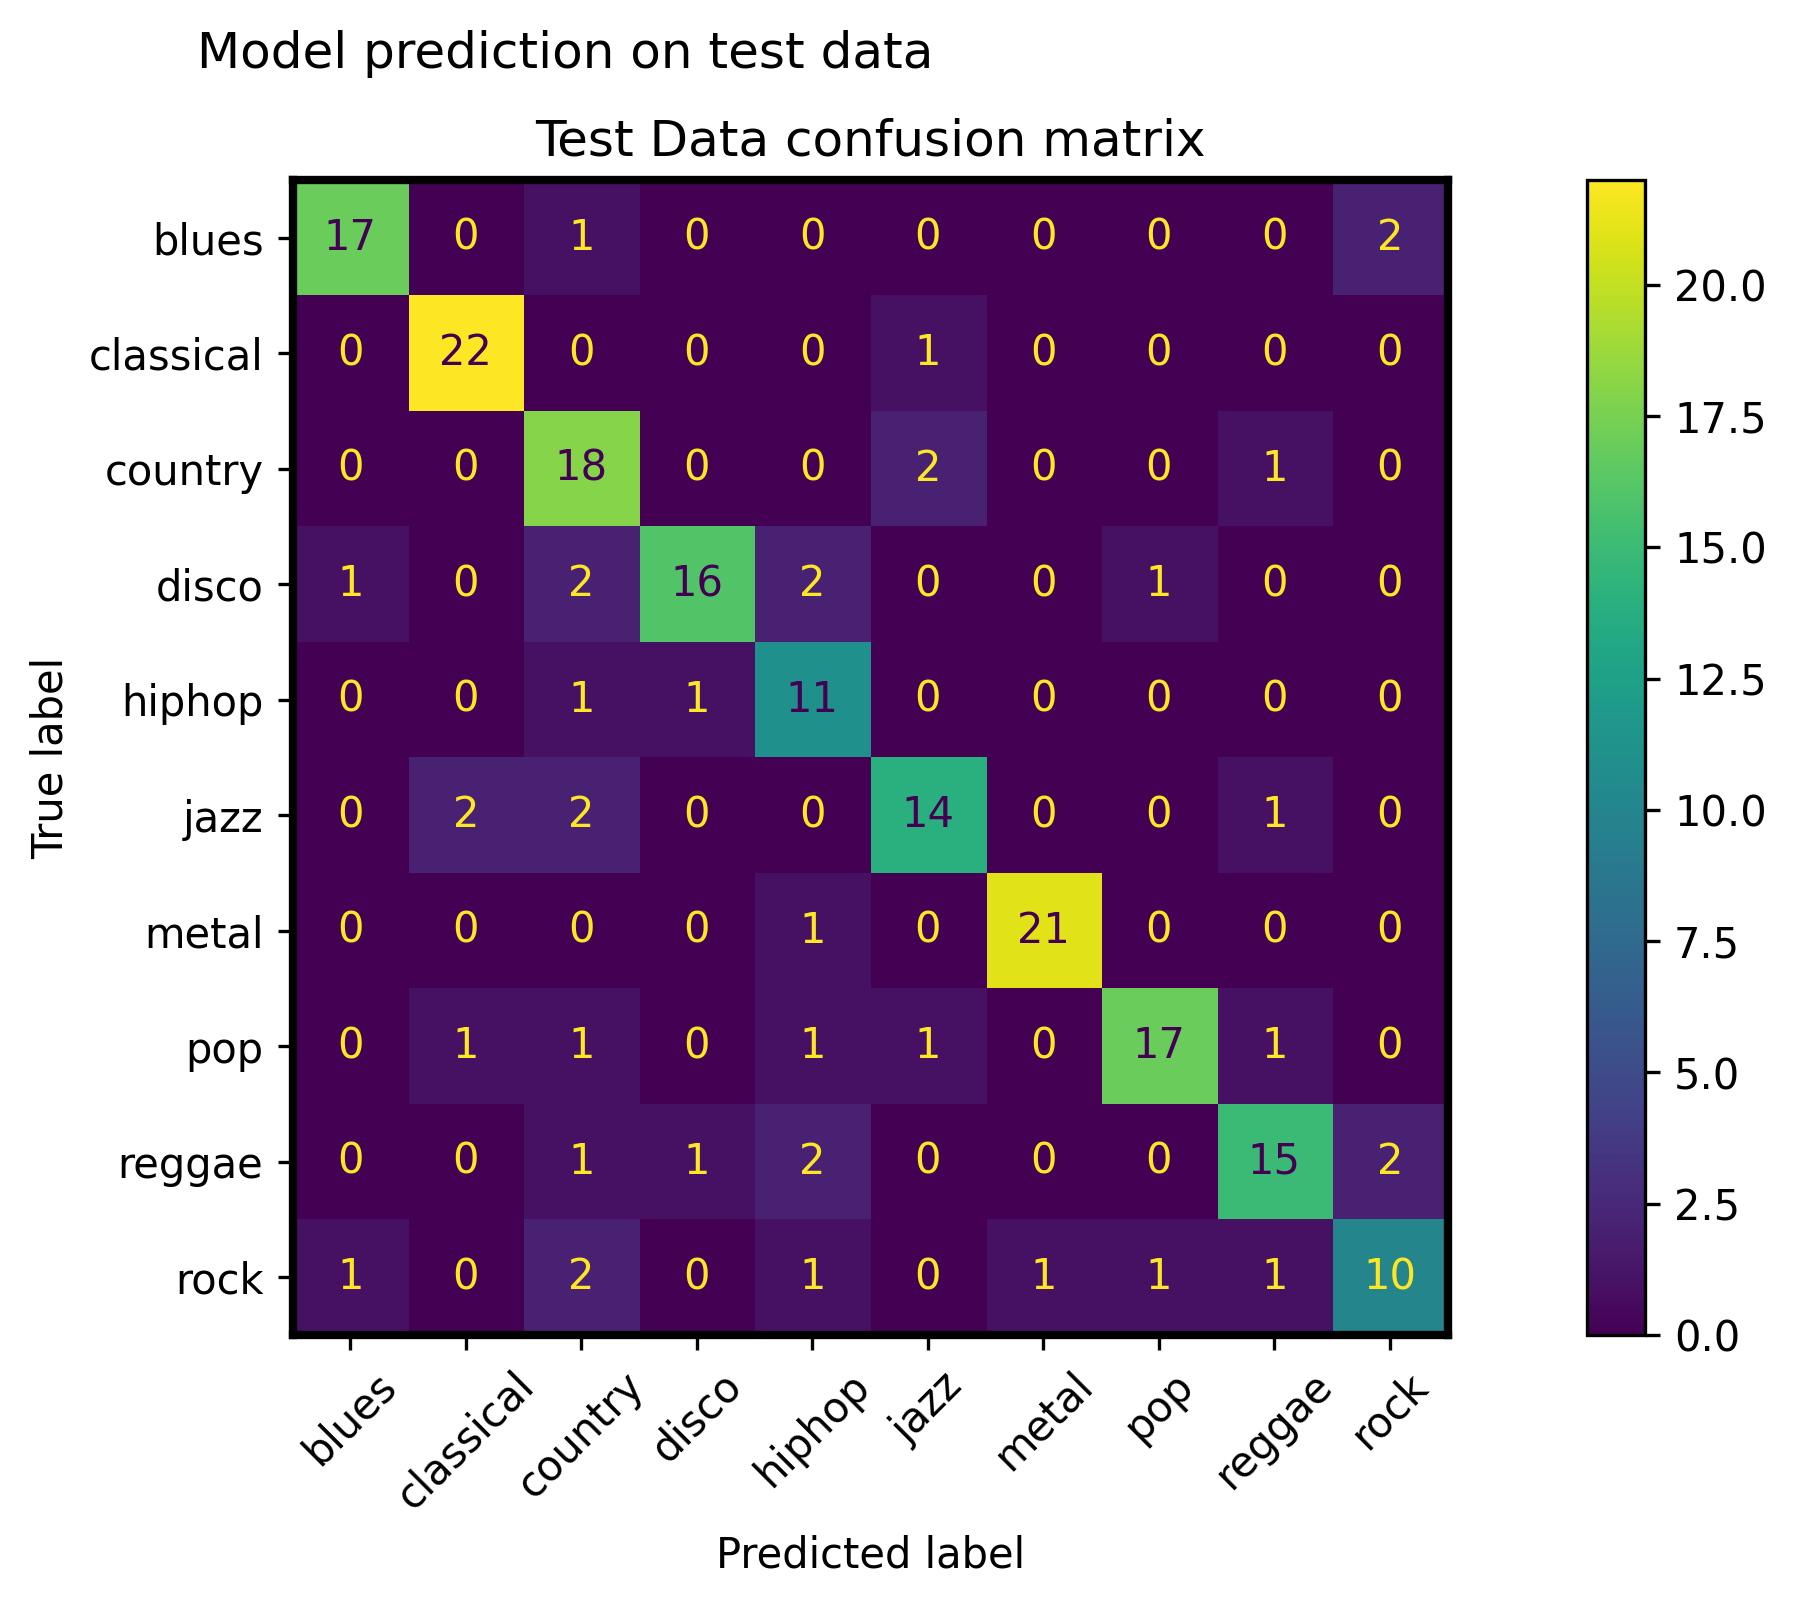 Model prediction on test data
Test Data confusion matrix
blues 17 0 1 0 0 0 0 0 0 2
classical 0 22 0 0 0 1 0 0 0 0
country 0 0 18 0 0 2 0 0 1 0
disco 1 0 2 16 2 0 0 1 0 0
hiphop 0 0 1 1 11 0 0 0 0 0
jazz 0 2 2 0 0 14 0 0 1 0
metal 0 0 0 0 1 0 21 0 0 0
pop 0 1 1 0 1 1 0 17 1 0
reggae 0 0 1 1 2 0 0 0 15 2
rock 1 0 2 0 1 0 1 1 1 10
True label
blues classical country disco hiphop jazz metal pop reggae rock
Predicted label
20.0
17.5
15.0
12.5
10.0
7.5
5.0
2.5
0.0